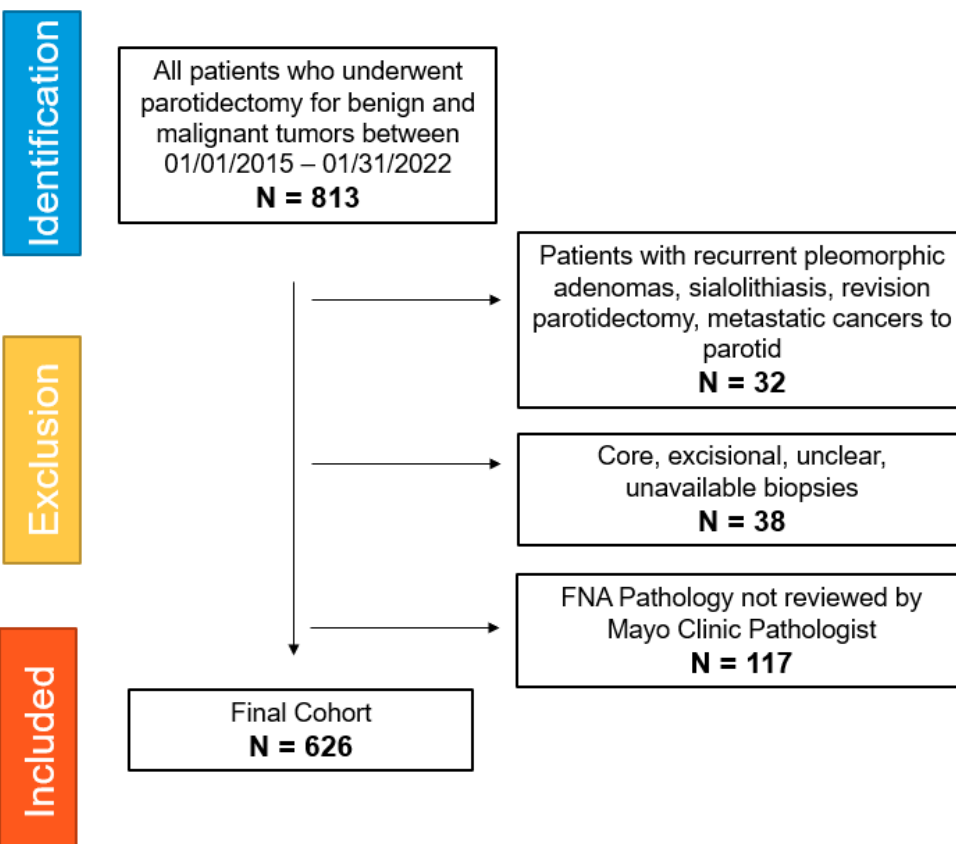 Identification
All patients who underwent
parotidectomy for benign and
malignant tumors between
01/01/2015 – 01/31/2022
N = 813
Exclusion
Patients with recurrent pleomorphic
adenomas, sialolithiasis, revision
parotidectomy, metastatic cancers to
parotid
N = 32
Core, excisional, unclear,
unavailable biopsies
N = 38
FNA Pathology not reviewed by
Mayo Clinic Pathologist
N = 117
Included
Final Cohort
N = 626